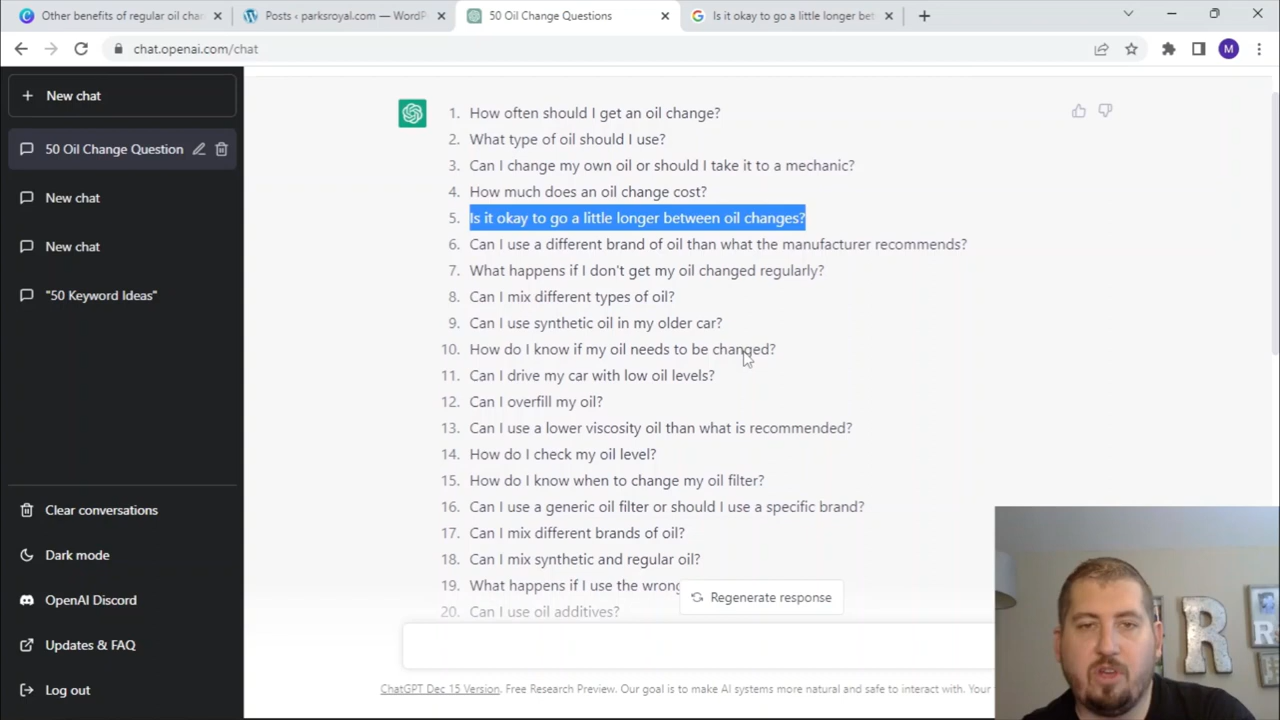 Other benefits of regular oil chan
Posts ‹ parksroyal.com — WordP
50 Oil Change Questions
Is it okay to go a little longer bet
chat.openai.com/chat
M
New chat
50 Oil Change Question
New chat
New chat
"50 Keyword Ideas"
Clear conversations
Dark mode
OpenAI Discord
Updates & FAQ
Log out
1. How often should I get an oil change?
2. What type of oil should I use?
3. Can I change my own oil or should I take it to a mechanic?
4. How much does an oil change cost?
5. Is it okay to go a little longer between oil changes?
6. Can I use a different brand of oil than what the manufacturer recommends?
7. What happens if I don't get my oil changed regularly?
8. Can I mix different types of oil?
9. Can I use synthetic oil in my older car?
10. How do I know if my oil needs to be changed?
11. Can I drive my car with low oil levels?
12. Can I overfill my oil?
13. Can I use a lower viscosity oil than what is recommended?
14. How do I check my oil level?
15. How do I know when to change my oil filter?
16. Can I use a generic oil filter or should I use a specific brand?
17. Can I mix different brands of oil?
18. Can I mix synthetic and regular oil?
19. What happens if I use the wrong
20. Can I use oil additives?
Regenerate response
ChatGPT Dec 15 Version. Free Research Preview. Our goal is to make AI systems more natural and safe to interact with. Your
R